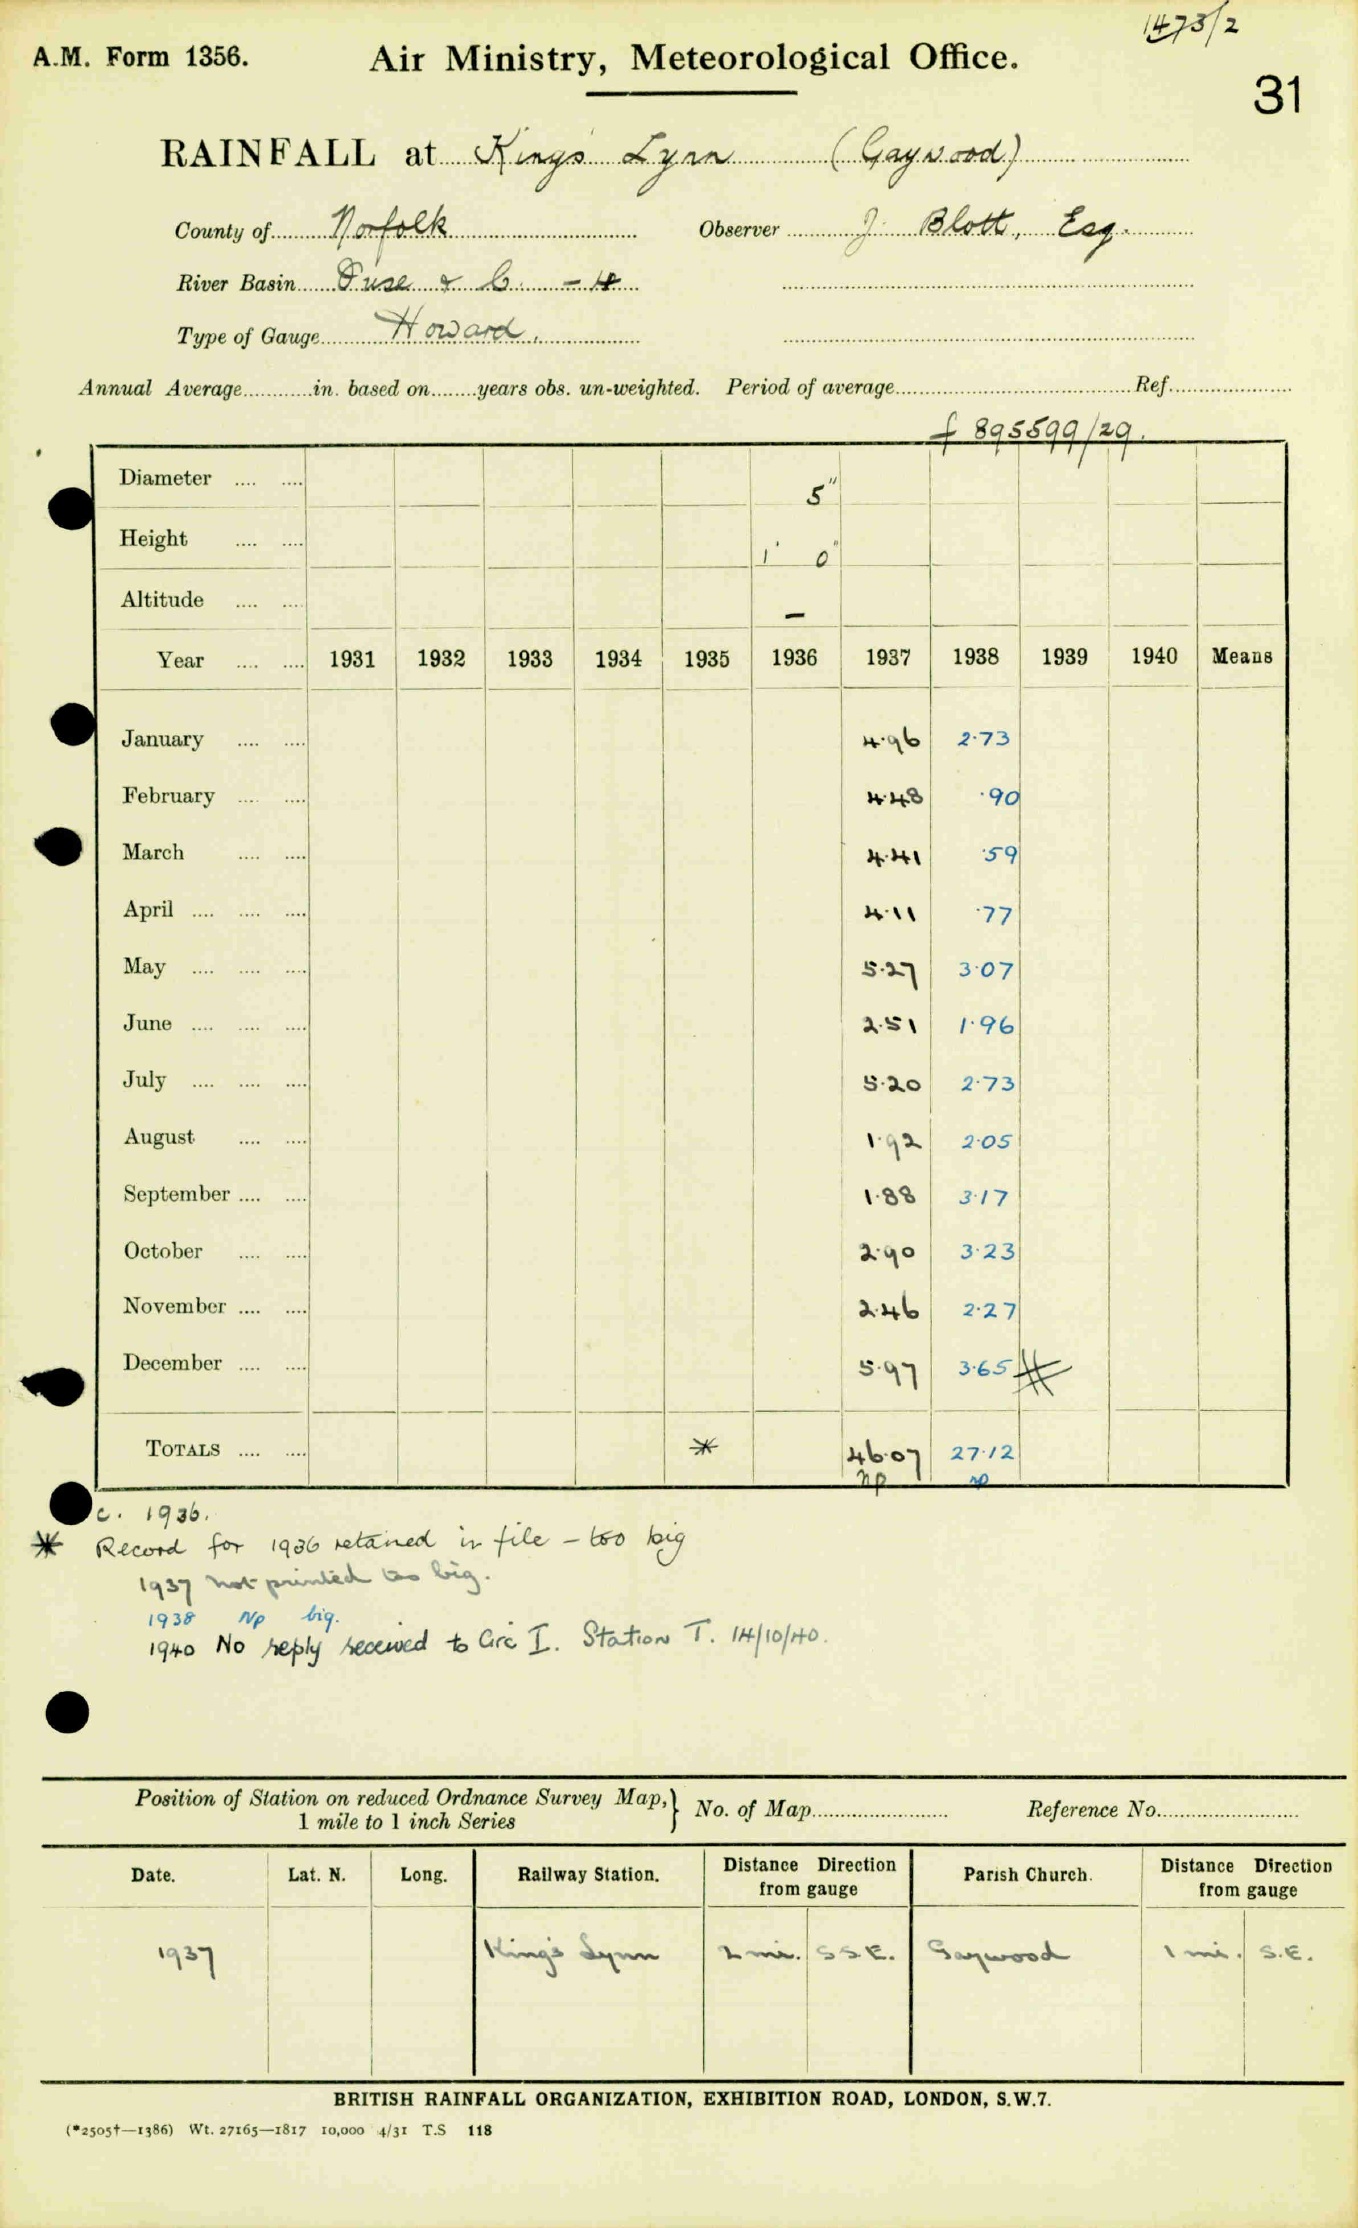 1473/2
A.M. Form 1356. Air Ministry, Meteorological Office.
31
RAINFALL at King's Lynn (Gaywood)
County of Norfolk Observer J. Blott, Esq.
River Basin Ouse & C. - 4
Type of Gauge Howard.
Annual Average............in. based on........years obs. un-weighted. Period of average.............Ref.............
f 895599/29.
Diameter .... .... 5"
Height .... .... 1' 0"
Altitude .... .... –
Year .... .... 1931 1932 1933 1934 1935 1936 1937 1938 1939 1940 Means
January .... .... 4·96 2·73
February .... .... 4·48 ·90
March .... .... 4·41 ·59
April .... .... .... 4·11 ·77
May .... .... .... 5·27 3·07
June .... .... .... 2·51 1·96
July .... .... .... 5·20 2·73
August .... .... 1·92 2·05
September .... .... 1·88 3·17
October .... .... 2·90 3·23
November .... .... 2·46 2·27
December .... .... 5·97 3·65
TOTALS .... .... * 46·07 27·12
np np
c. 1936.
* Record for 1936 retained in file – too big
1937 not printed too big.
1938 Np big.
1940 No reply received to Circ I. Station T. 14/10/40.
Position of Station on reduced Ordnance Survey Map, } No. of Map............ Reference No............
1 mile to 1 inch Series
Date. Lat. N. Long. Railway Station. Distance Direction from gauge Parish Church. Distance Direction from gauge
1937 King's Lynn 2 mi. S.S.E. Gaywood 1 mi. S.E.
BRITISH RAINFALL ORGANIZATION, EXHIBITION ROAD, LONDON, S.W.7.
(*2505†—1386) Wt. 27165—1817 10,000 4/31 T.S 118